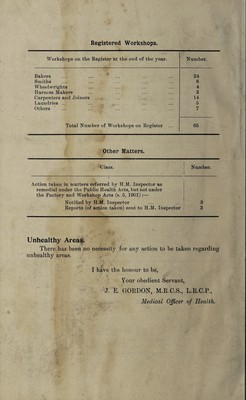 Registered Workshops.
Workshops on the Register at the end of the year. Number.
Bakers 24
Smiths 8
Wheelwrights 4
Harness Makers 3
Carpenters and Joiners 14
Laundries 5
Others 7
Total Number of Workshops on Register 65
Other Matters.
Class. Number.
Action taken in matters referred by H.M. Inspector as
remedial under the Public Health Acts, but not under
the Factory and Workshop Acts (s. 5, 1901):—
Notified by H.M. Inspector 3
Reports (of action taken) sent to H.M. Inspector 3
Unhealthy Areas.
There has been no necessity for any action to be taken regarding
unhealthy areas.
I have the honour to be,
Your obedient Servant,
J. E. GORDON, M.R.C.S., L.R.C.P.,
Medical Officer of Health.